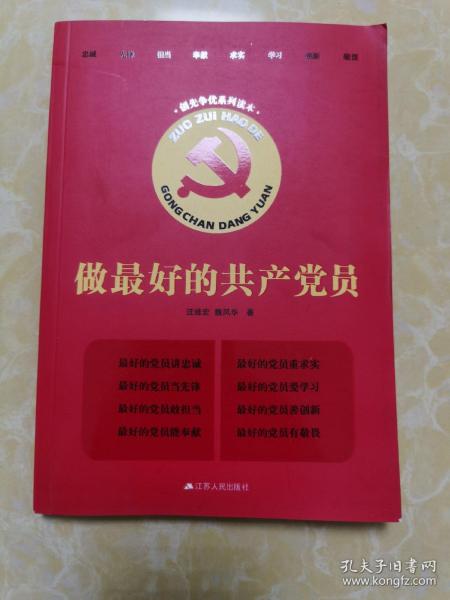 忠诚 先锋 担当 奉献 求实 学习 创新 敬畏
·创先争优系列读本·
ZUO ZUI HAO DE
GONG CHAN DANG YUAN
做最好的共产党员
汪维宏 魏凤华 著
最好的党员讲忠诚
最好的党员当先锋
最好的党员敢担当
最好的党员能奉献
最好的党员重求实
最好的党员爱学习
最好的党员善创新
最好的党员有敬畏
江苏人民出版社
孔夫子旧书网
www.kongfz.com